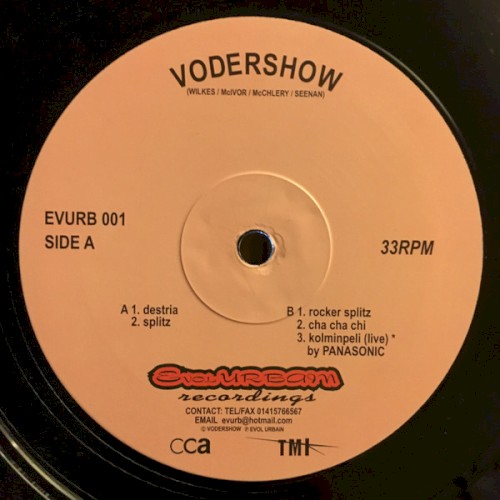 VODERSHOW
(WILKES / McIVOR / McCHLERY / SEENAN)
EVURB 001
SIDE A
33RPM
A 1. destria
2. splitz
B 1. rocker splitz
2. cha cha chi
3. kolminpeli (live) *
by PANASONIC
EvolURBAIN
recordings
CONTACT: TEL/FAX 01415766567
EMAIL evurb@hotmail.com
© VODERSHOW ℗ EVOL URBAIN
cca
TMI